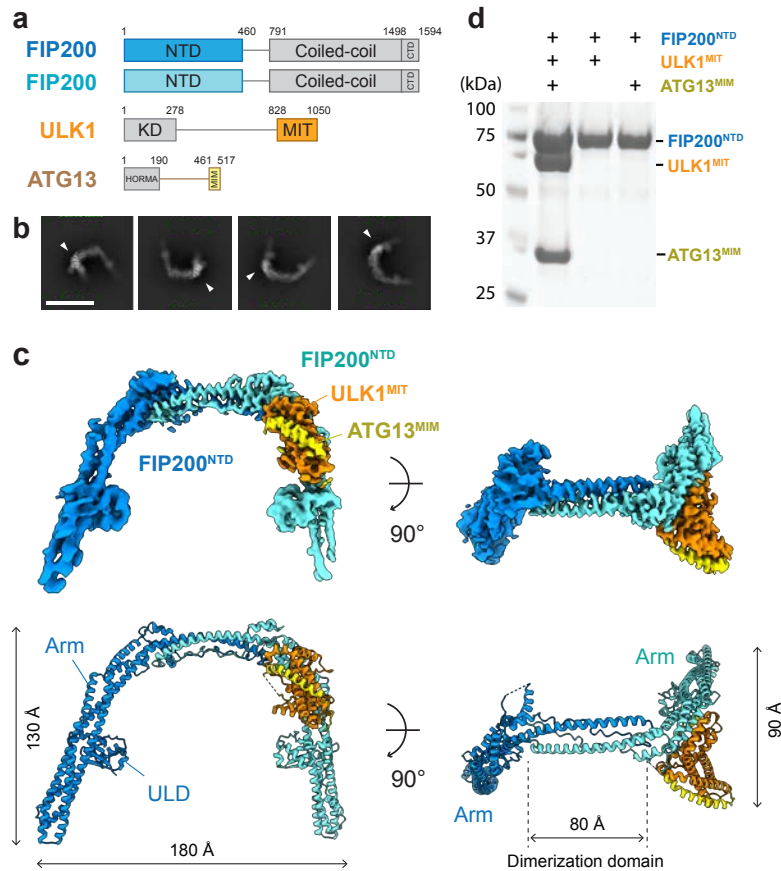 a
1 460 791 1498 1594
FIP200 NTD Coiled-coil CTD
FIP200 NTD Coiled-coil CTD
1 278 828 1050
ULK1 KD MIT
1 190 461 517
ATG13 HORMA MIM
b
c
FIP200NTD
ULK1MIT
ATG13MIM
FIP200NTD
90°
Arm
ULD
130 Å
180 Å
90°
Arm
Arm
90 Å
80 Å
Dimerization domain
d
+ + + FIP200NTD
+ + ULK1MIT
(kDa) + + ATG13MIM
100
75 FIP200NTD
ULK1MIT
50
37
ATG13MIM
25